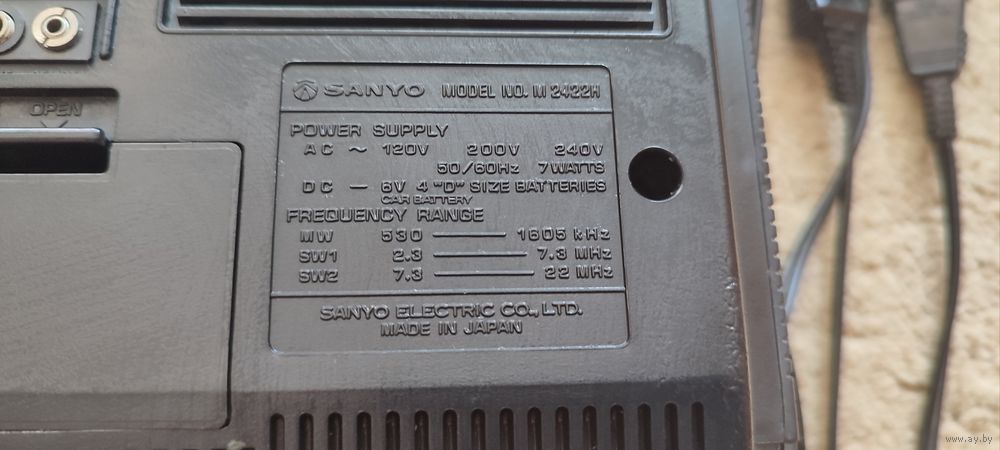 OPEN
SANYO MODEL NO. M 2422H
POWER SUPPLY
AC ~ 120V 200V 240V
50/60Hz 7WATTS
DC — 6V 4 "D" SIZE BATTERIES
CAR BATTERY
FREQUENCY RANGE
MW 530 — 1605 kHz
SW1 2.3 — 7.3 MHz
SW2 7.3 — 22 MHz
SANYO ELECTRIC CO., LTD.
MADE IN JAPAN
www.ay.by